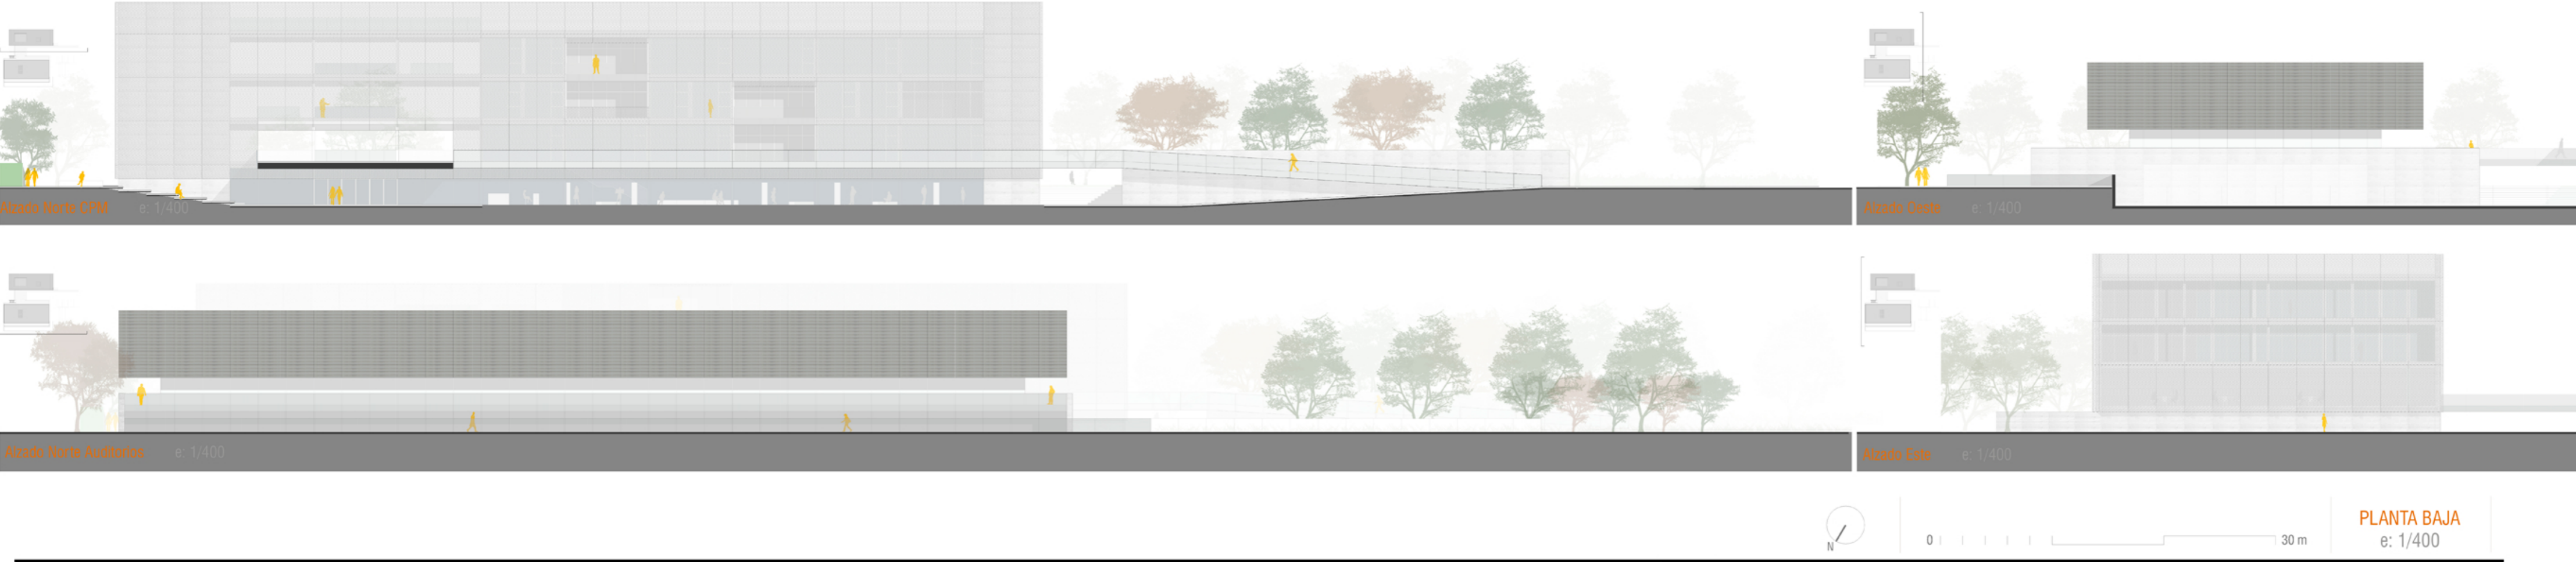 Alzado Norte DPM e: 1/400
Alzado Oeste e: 1/400
Alzado Norte Auditorios e: 1/400
Alzado Este e: 1/400
N
0 30 m
PLANTA BAJA
e: 1/400